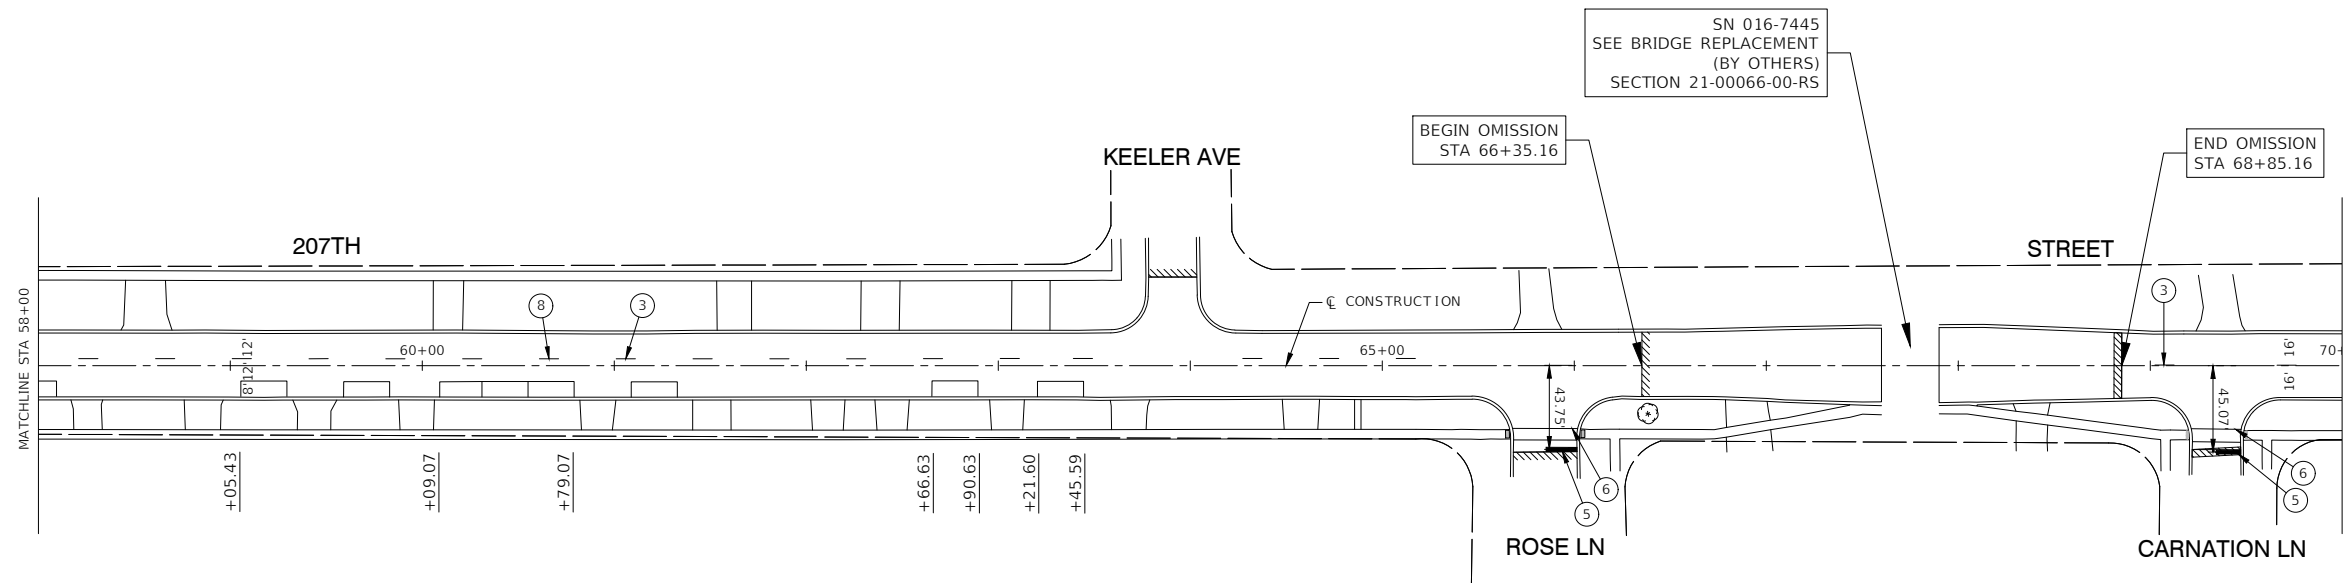 SN 016-7445
SEE BRIDGE REPLACEMENT
(BY OTHERS)
SECTION 21-00066-00-RS
BEGIN OMISSION
STA 66+35.16
END OMISSION
STA 68+85.16
KEELER AVE
207TH
STREET
MATCHLINE STA 58+00
8
3
℄ CONSTRUCTION
3
60+00
65+00
70+
12'
12'
8'
16'
16'
43.75'
45.07'
+05.43
+09.07
+79.07
+66.63
+90.63
+21.60
+45.59
6
5
6
5
ROSE LN
CARNATION LN